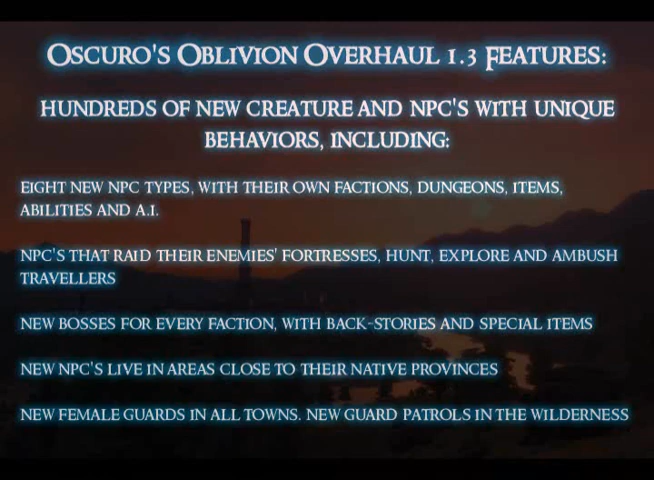 OSCURO'S OBLIVION OVERHAUL 1.3 FEATURES:
HUNDREDS OF NEW CREATURE AND NPC'S WITH UNIQUE
BEHAVIORS, INCLUDING:
EIGHT NEW NPC TYPES, WITH THEIR OWN FACTIONS, DUNGEONS, ITEMS,
ABILITIES AND A.I.
NPC'S THAT RAID THEIR ENEMIES' FORTRESSES, HUNT, EXPLORE AND AMBUSH
TRAVELLERS
NEW BOSSES FOR EVERY FACTION, WITH BACK-STORIES AND SPECIAL ITEMS
NEW NPC'S LIVE IN AREAS CLOSE TO THEIR NATIVE PROVINCES
NEW FEMALE GUARDS IN ALL TOWNS. NEW GUARD PATROLS IN THE WILDERNESS